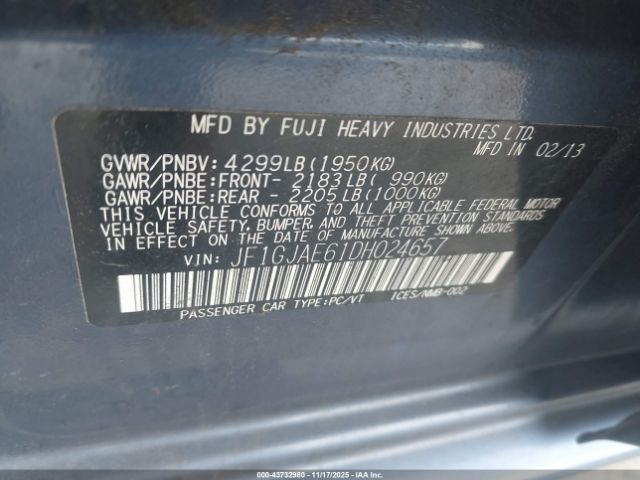 MFD BY FUJI HEAVY INDUSTRIES LTD.
MFD IN 02/13
GVWR/PNBV: 4299LB (1950KG)
GAWR/PNBE: FRONT- 2183LB ( 990KG)
GAWR/PNBE: REAR - 2205LB (1000KG)
THIS VEHICLE CONFORMS TO ALL APPLICABLE FEDERAL MOTOR
VEHICLE SAFETY, BUMPER, AND THEFT PREVENTION STANDARDS
IN EFFECT ON THE DATE OF MANUFACTURE SHOWN ABOVE.
VIN: JF1GJAE61DH024657
PASSENGER CAR TYPE: PC/VT ICES/NMB-002
000-43732980 - 11/17/2025 - IAAI.COM